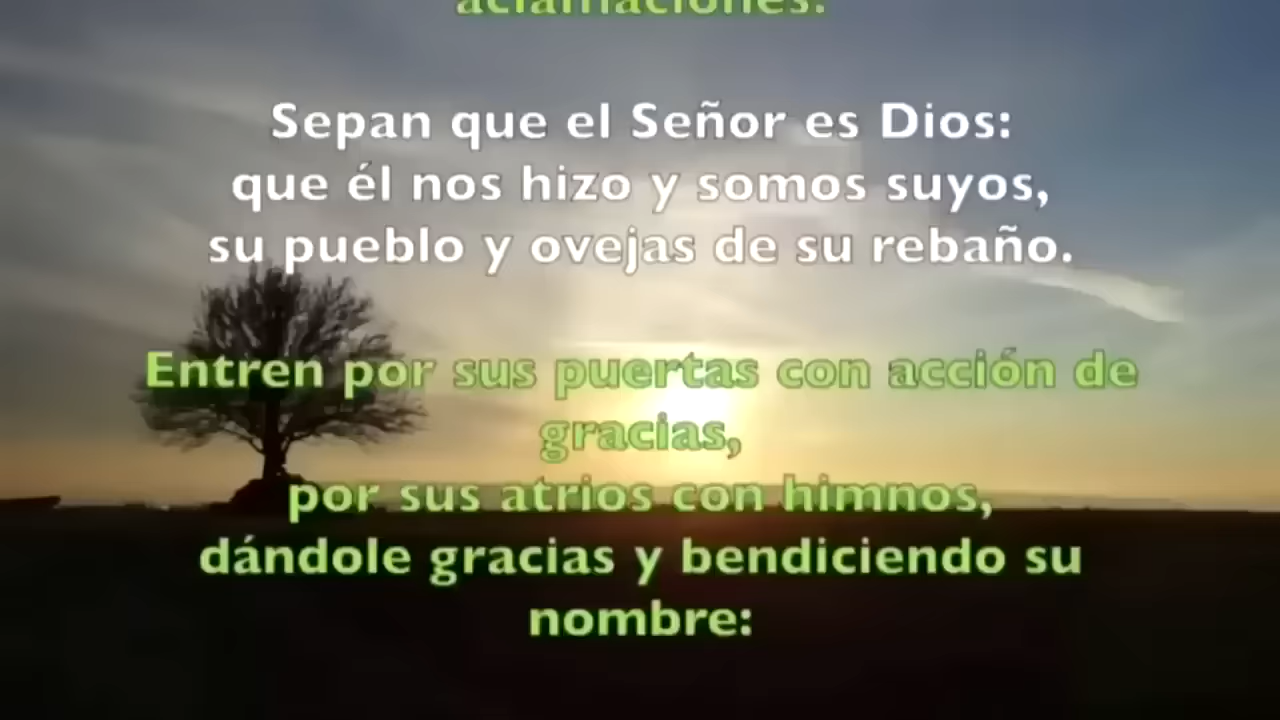 aclamaciones.
Sepan que el Señor es Dios:
que él nos hizo y somos suyos,
su pueblo y ovejas de su rebaño.
Entren por sus puertas con acción de
gracias,
por sus atrios con himnos,
dándole gracias y bendiciendo su
nombre: